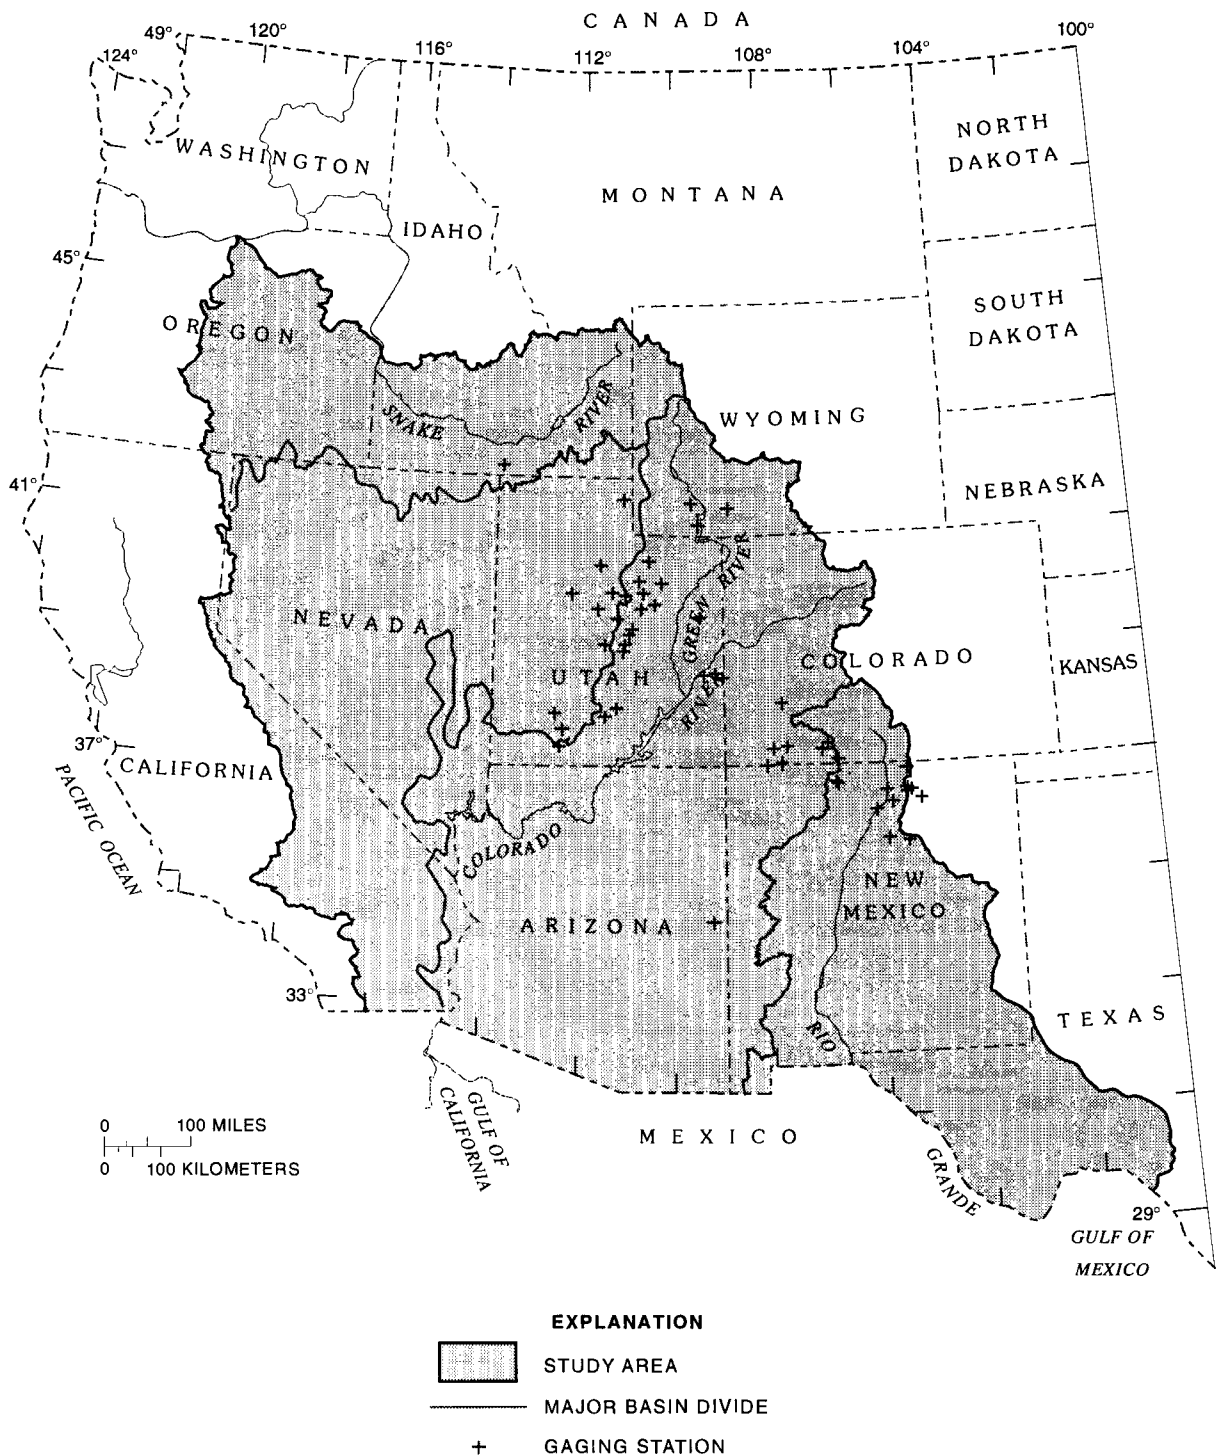 CANADA
49°
124°
120°
116°
112°
108°
104°
100°
WASHINGTON
MONTANA
NORTH
DAKOTA
IDAHO
45°
OREGON
SOUTH
DAKOTA
SNAKE
RIVER
WYOMING
41°
NEBRASKA
NEVADA
GREEN
RIVER
UTAH
COLORADO
KANSAS
RIVER
37°
CALIFORNIA
PACIFIC OCEAN
COLORADO
NEW
MEXICO
ARIZONA
33°
RIO
TEXAS
GULF OF
CALIFORNIA
MEXICO
GRANDE
29°
GULF OF
MEXICO
0 100 MILES
0 100 KILOMETERS
EXPLANATION
STUDY AREA
MAJOR BASIN DIVIDE
GAGING STATION